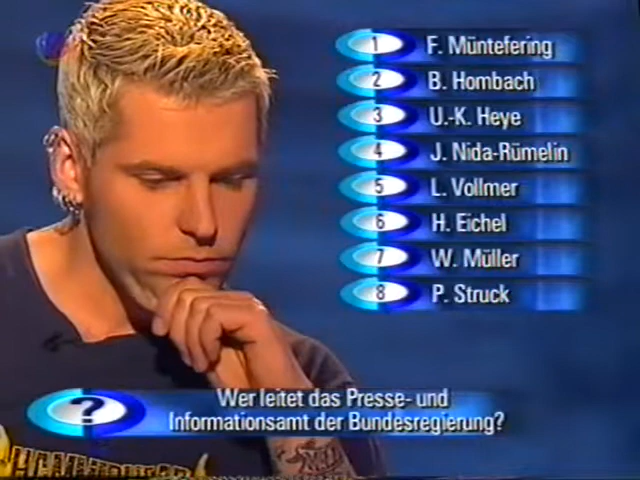 1 F. Müntefering
2 B. Hombach
3 U.-K. Heye
4 J. Nida-Rümelin
5 L. Vollmer
6 H. Eichel
7 W. Müller
8 P. Struck
? Wer leitet das Presse- und
Informationsamt der Bundesregierung?